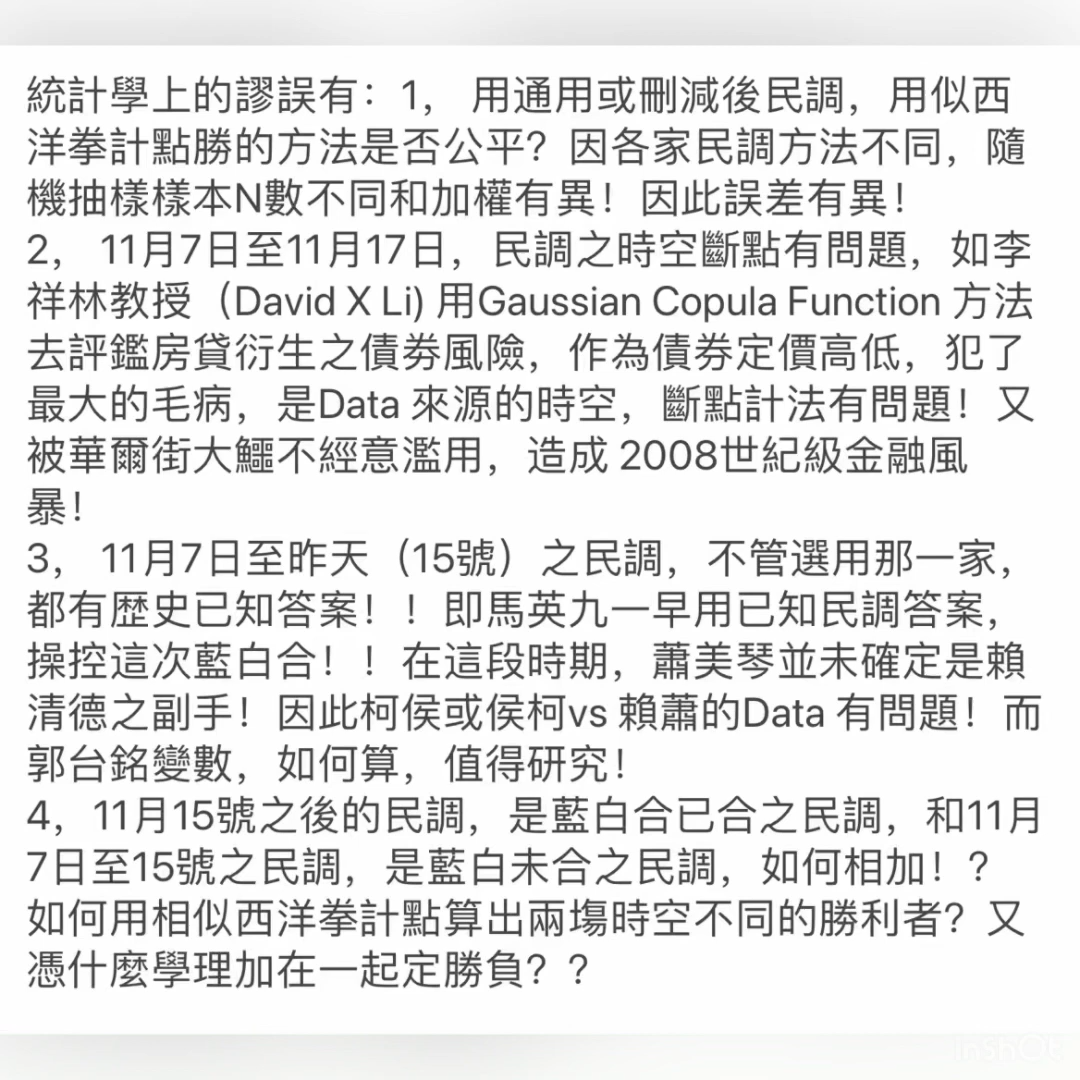 統計學上的謬誤有：1， 用通用或刪減後民調，用似西
洋拳計點勝的方法是否公平？因各家民調方法不同，隨
機抽樣樣本N數不同和加權有異！因此誤差有異！
2， 11月7日至11月17日，民調之時空斷點有問題，如李
祥林教授（David X Li) 用Gaussian Copula Function 方法
去評鑑房貸衍生之債券風險，作為債券定價高低，犯了
最大的毛病，是Data 來源的時空，斷點計法有問題！又
被華爾街大鱷不經意濫用，造成 2008世紀級金融風
暴！
3， 11月7日至昨天（15號）之民調，不管選用那一家，
都有歷史已知答案！！即馬英九一早用已知民調答案，
操控這次藍白合！！在這段時期，蕭美琴並未確定是賴
清德之副手！因此柯侯或侯柯vs 賴蕭的Data 有問題！而
郭台銘變數，如何算，值得研究！
4，11月15號之後的民調，是藍白合已合之民調，和11月
7日至15號之民調，是藍白未合之民調，如何相加！？
如何用相似西洋拳計點算出兩塲時空不同的勝利者？又
憑什麼學理加在一起定勝負？？
InShOt